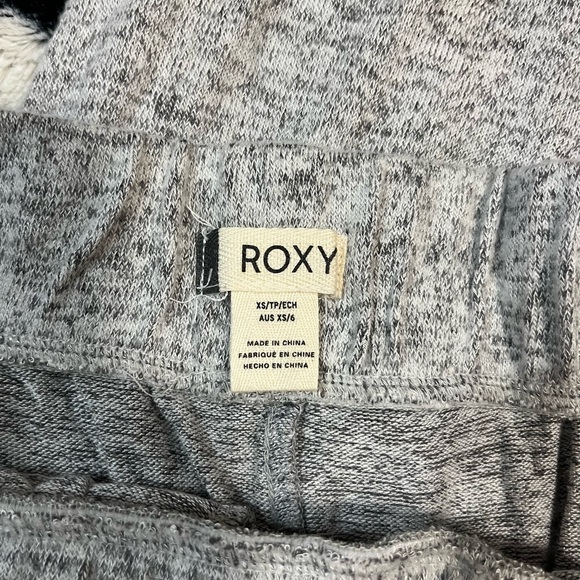 ROXY
XS/TP/ECH
AUS XS/6
MADE IN CHINA
FABRIQUÉ EN CHINE
HECHO EN CHINA